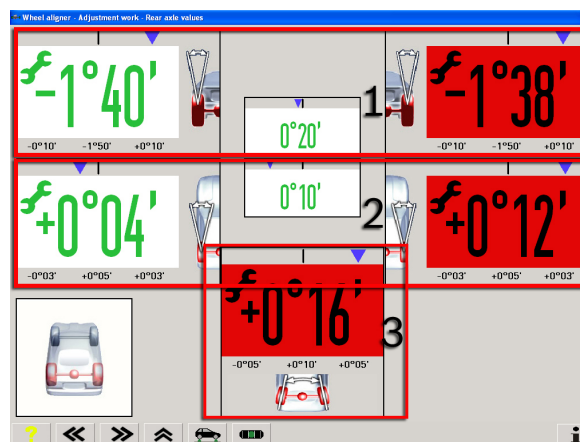 Wheel aligner - Adjustment work - Rear axle values
-1°40'
-0°10' -1°50' +0°10'
1
0°20'
-1°38'
-0°10' -1°50' +0°10'
+0°04'
-0°03' +0°05' +0°03'
0°10'
2
+0°12'
-0°03' +0°05' +0°03'
+0°16'
3
-0°05' +0°10' +0°05'
? i